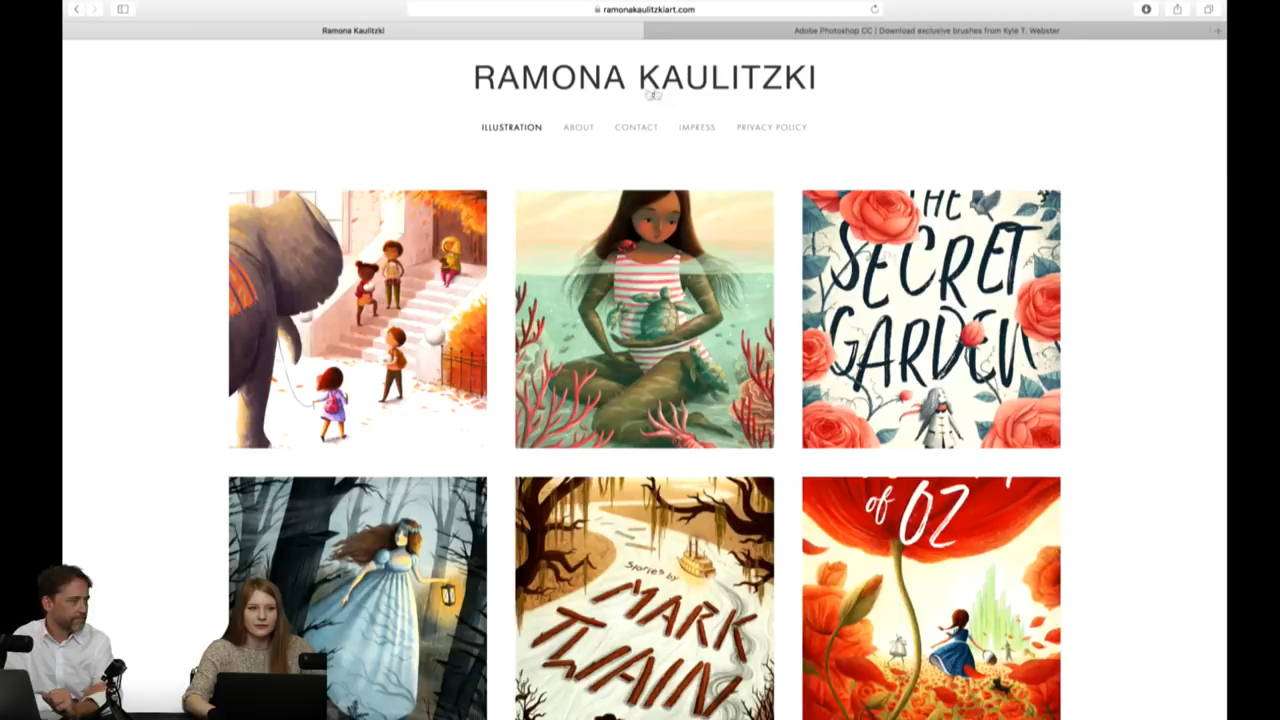 ramonakaulitzkiart.com
Ramona Kaulitzki
Adobe Photoshop CC | Download exclusive brushes from Kyle T. Webster
RAMONA KAULITZKI
ILLUSTRATION ABOUT CONTACT IMPRESS PRIVACY POLICY
THE
SECRET
GARDEN
Stories by
MARK
TWAIN
of OZ